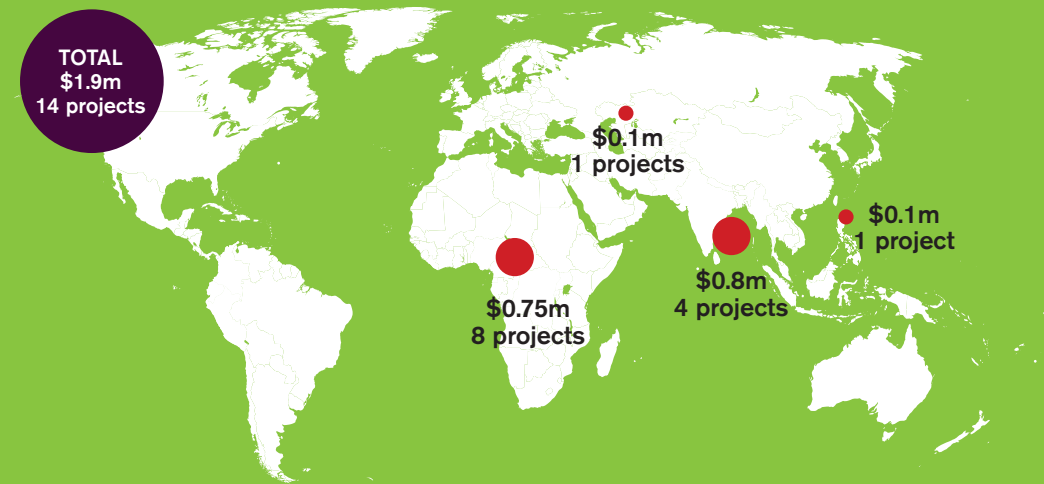 TOTAL
$1.9m
14 projects
$0.1m
1 projects
$0.1m
1 project
$0.8m
4 projects
$0.75m
8 projects